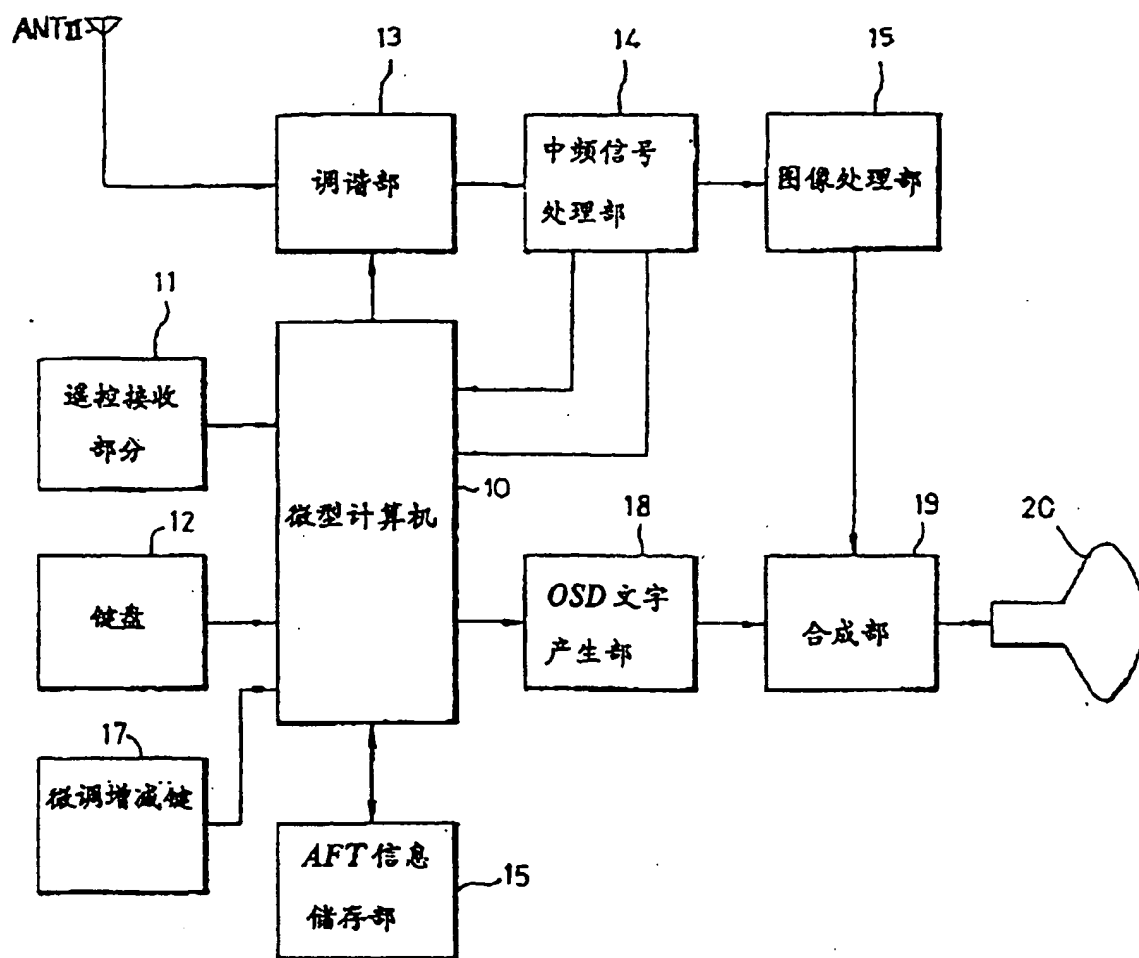 ANTII
13
14
15
调谐部
中频信号
处理部
图像处理部
11
遥控接收
部分
微型计算机
10
12
键盘
18
OSD文字
产生部
19
合成部
20
17
微调增减键
AFT信息
储存部
15